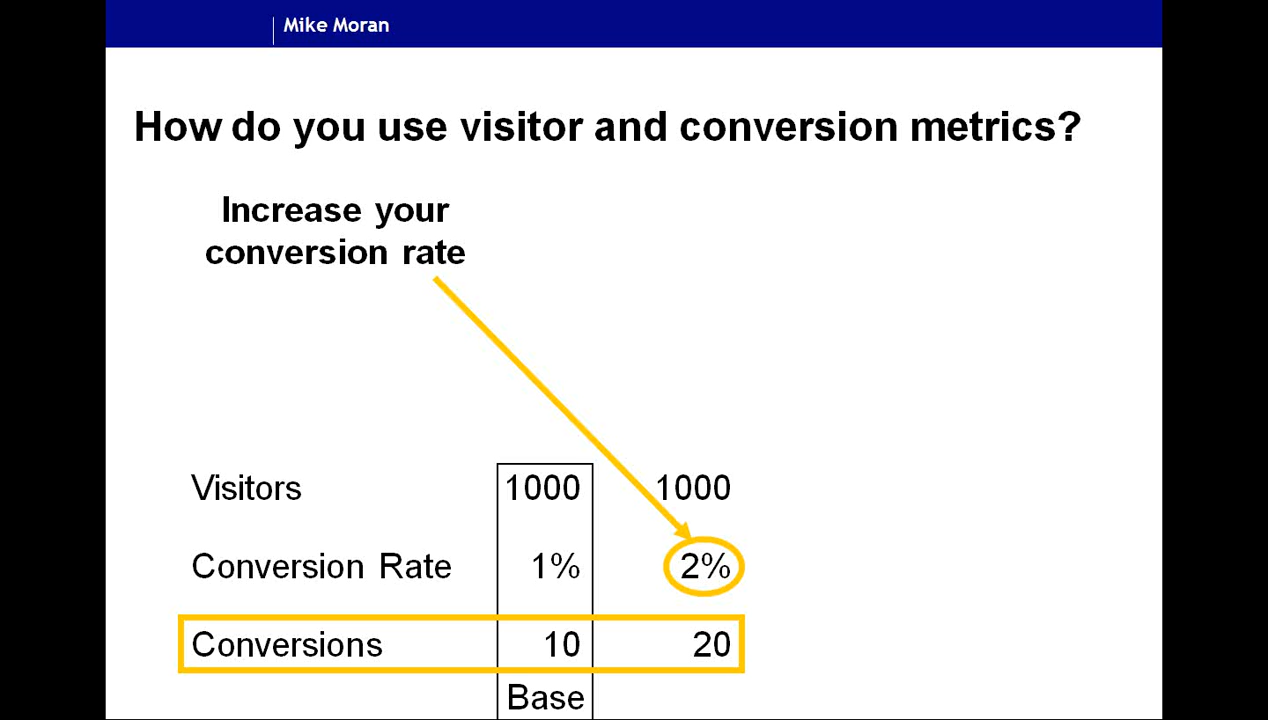 Mike Moran
How do you use visitor and conversion metrics?
Increase your
conversion rate
Visitors 1000 1000
Conversion Rate 1% 2%
Conversions 10 20
Base